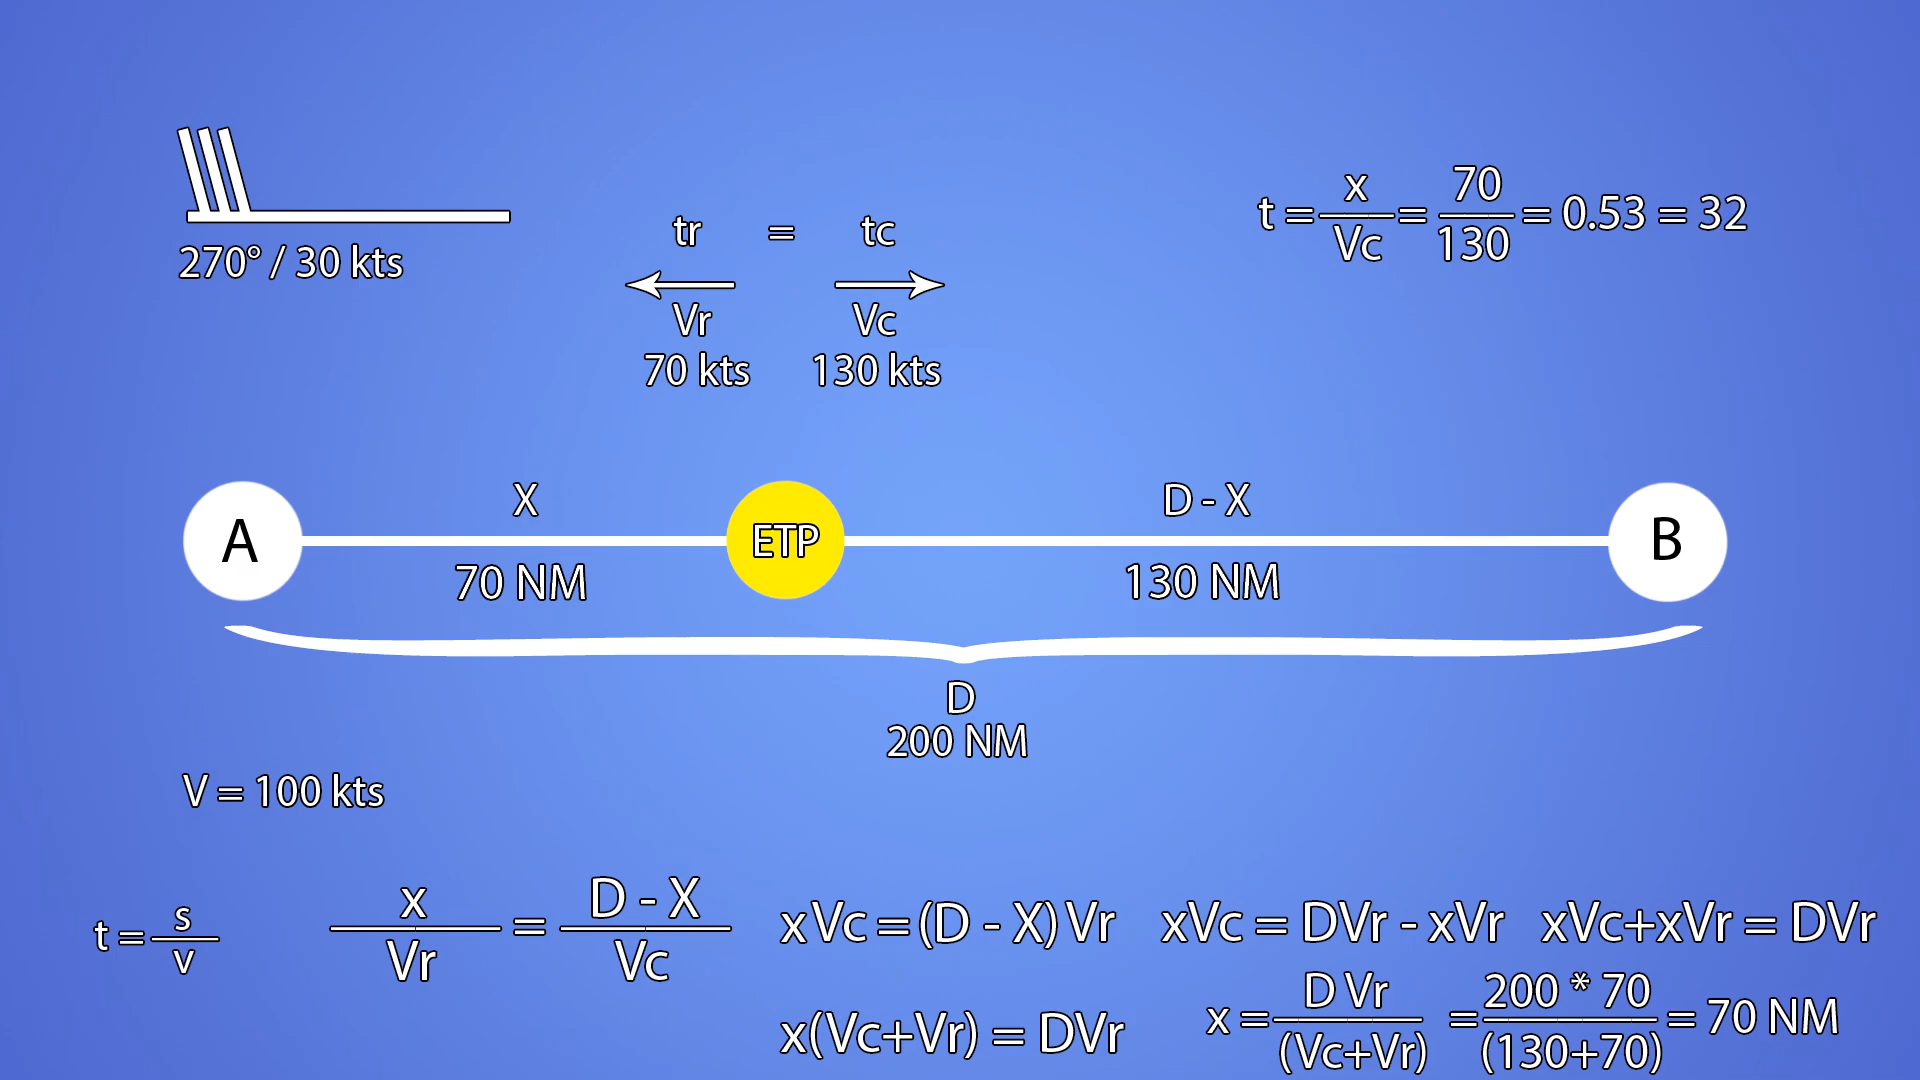 270° / 30 kts
tr = tc
Vr Vc
70 kts 130 kts
t = x/Vc = 70/130 = 0.53 = 32
A X ETP D - X B
70 NM 130 NM
D
200 NM
V = 100 kts
t = s/v
x/Vr = D - X/Vc
x Vc = (D - X) Vr
xVc = DVr - xVr
xVc+xVr = DVr
x(Vc+Vr) = DVr
x = D Vr/(Vc+Vr) = 200 * 70/(130+70) = 70 NM